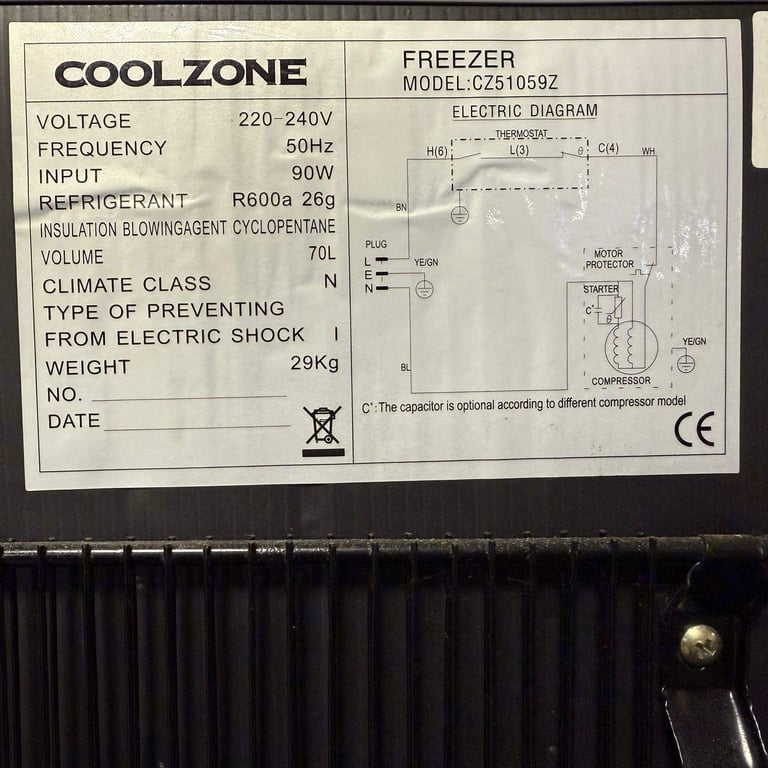 COOLZONE
FREEZER
MODEL:CZ51059Z
VOLTAGE 220-240V
FREQUENCY 50Hz
INPUT 90W
REFRIGERANT R600a 26g
INSULATION BLOWINGAGENT CYCLOPENTANE
VOLUME 70L
CLIMATE CLASS N
TYPE OF PREVENTING
FROM ELECTRIC SHOCK I
WEIGHT 29Kg
NO.
DATE
ELECTRIC DIAGRAM
THERMOSTAT
H(6) L(3) θ C(4) WH
BN
PLUG
L
E YE/GN
N
BL
MOTOR
PROTECTOR
STARTER
C*
θ
YE/GN
COMPRESSOR
C*:The capacitor is optional according to different compressor model
CE